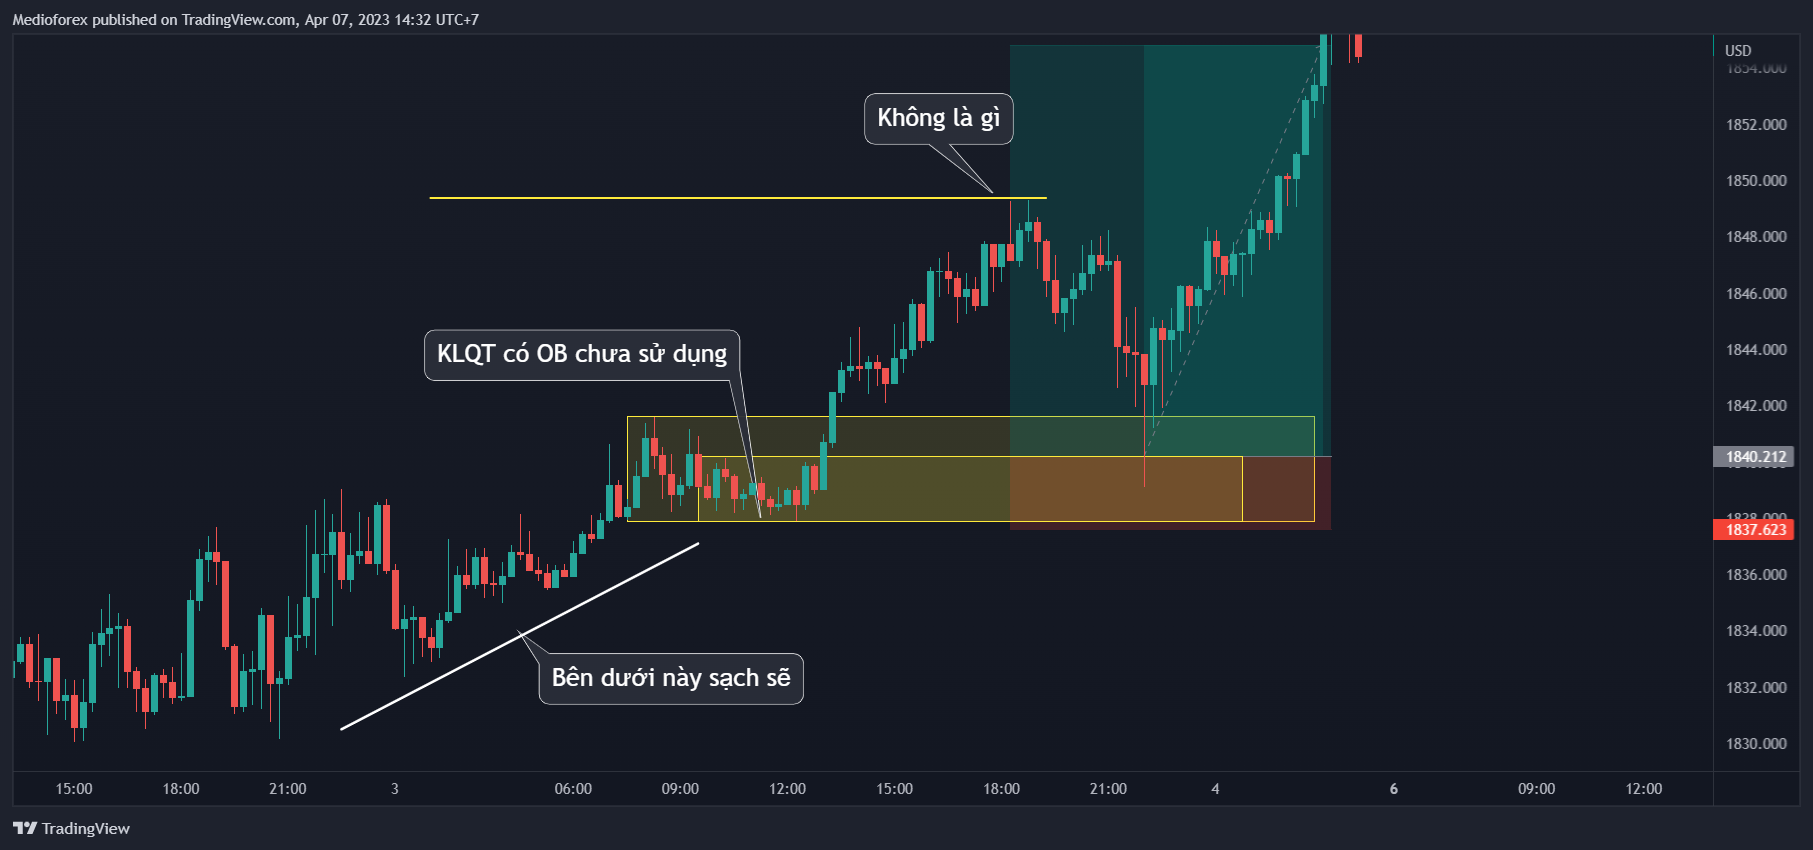 Medioforex published on TradingView.com, Apr 07, 2023 14:32 UTC+7
USD
1854.000
Không là gì
1852.000
1850.000
1848.000
1846.000
KLQT có OB chưa sử dụng
1844.000
1842.000
1840.212
1838.000
1837.623
1836.000
1834.000
Bên dưới này sạch sẽ
1832.000
1830.000
15:00 18:00 21:00 3 06:00 09:00 12:00 15:00 18:00 21:00 4 6 09:00 12:00
TradingView